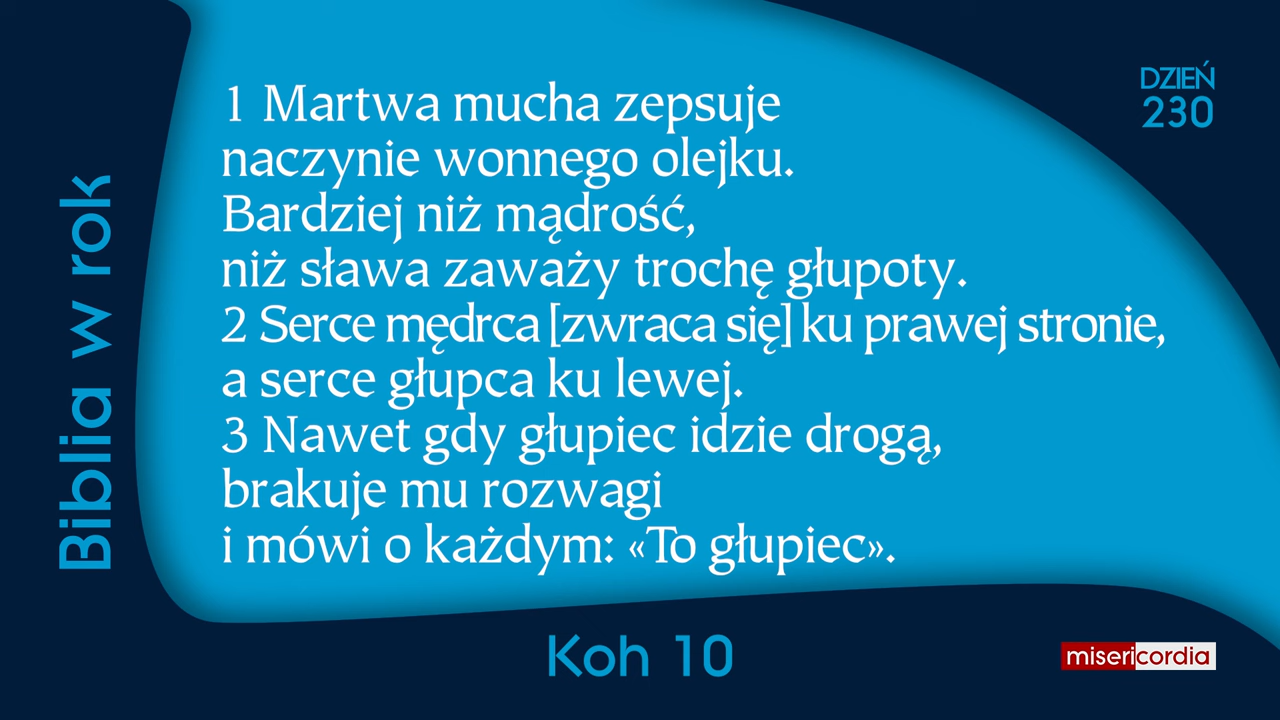 Biblia w rok
DZIEŃ
230
1 Martwa mucha zepsuje
naczynie wonnego olejku.
Bardziej niż mądrość,
niż sława zaważy trochę głupoty.
2 Serce mędrca [zwraca się] ku prawej stronie,
a serce głupca ku lewej.
3 Nawet gdy głupiec idzie drogą,
brakuje mu rozwagi
i mówi o każdym: «To głupiec».
Koh 10
misericordia